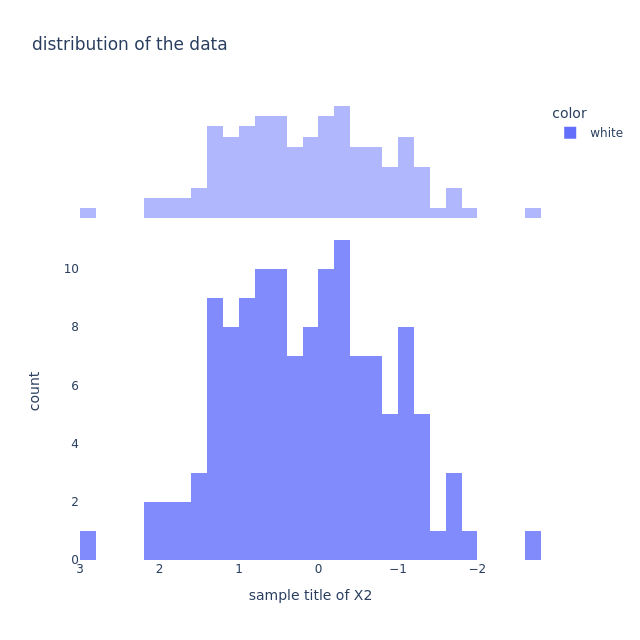 distribution of the data
color
white
10
8
6
4
2
0
count
3 2 1 0 −1 −2
sample title of X2